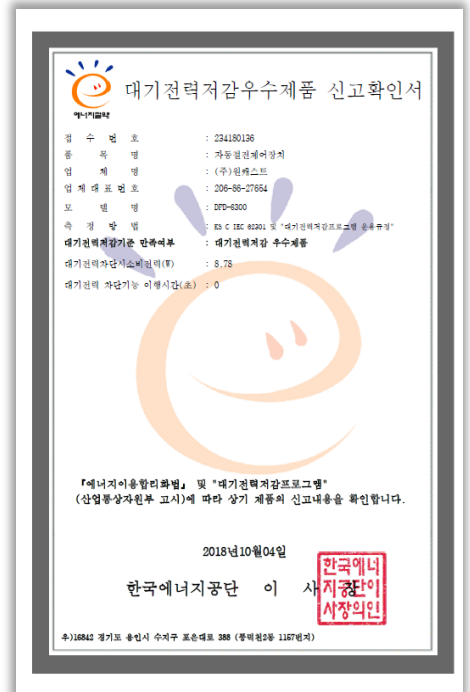 에너지절약
대기전력저감우수제품 신고확인서
접 수 번 호 : 234180136
품 목 명 : 자동절전제어장치
업 체 명 : (주)원캐스트
업 체 대 표 번 호 : 206-86-27654
모 델 명 : DPD-6300
측 정 방 법 : KS C IEC 62301 및 "대기전력저감프로그램 운용규정"
대기전력저감기준 만족여부 : 대기전력저감 우수제품
대기전력차단시소비전력(W) : 8.78
대기전력 차단기능 이행시간(초) : 0
『에너지이용합리화법』 및 "대기전력저감프로그램"
(산업통상자원부 고시)에 따라 상기 제품의 신고내용을 확인합니다.
2018년10월04일
한국에너지공단 이 사 장
한국에너
지공단이
사장의인
우)16842 경기도 용인시 수지구 포은대로 388 (풍덕천2동 1157번지)